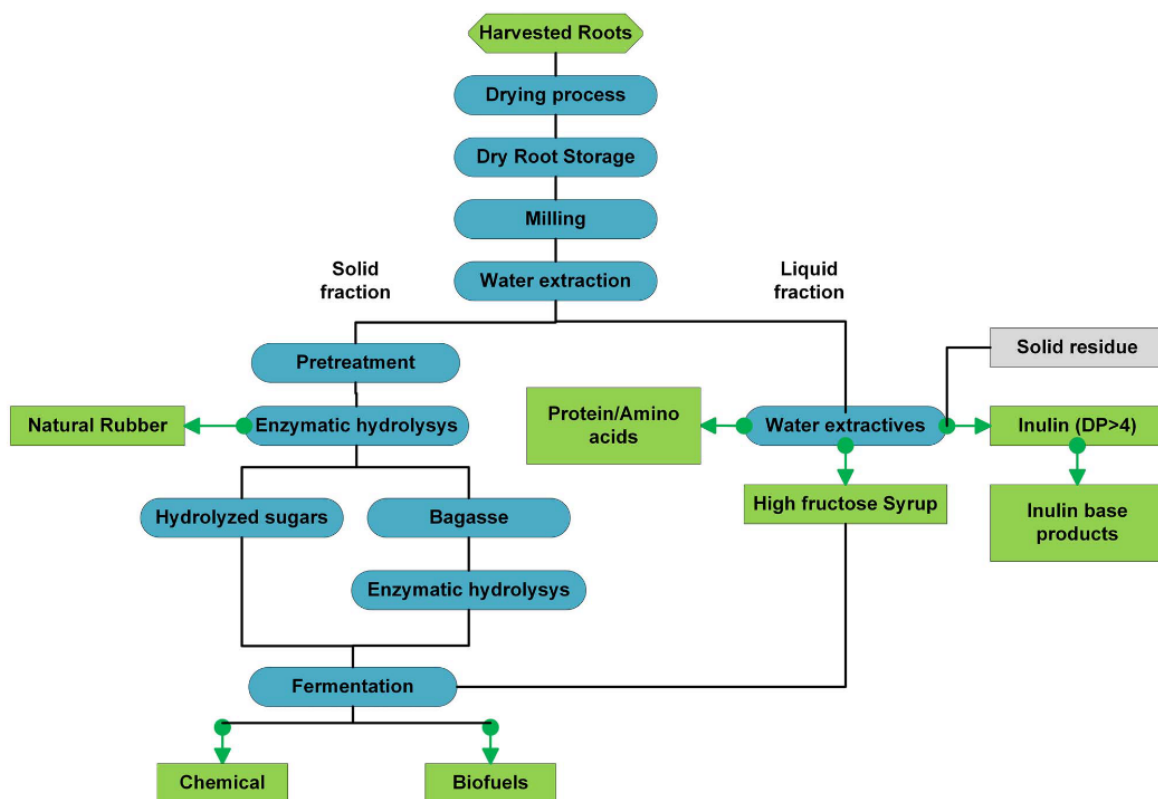 Harvested Roots
Drying process
Dry Root Storage
Milling
Solid
fraction
Water extraction
Liquid
fraction
Pretreatment
Solid residue
Natural Rubber
Enzymatic hydrolysys
Protein/Amino
acids
Water extractives
Inulin (DP>4)
Hydrolyzed sugars
Bagasse
High fructose Syrup
Inulin base
products
Enzymatic hydrolysys
Fermentation
Chemical
Biofuels